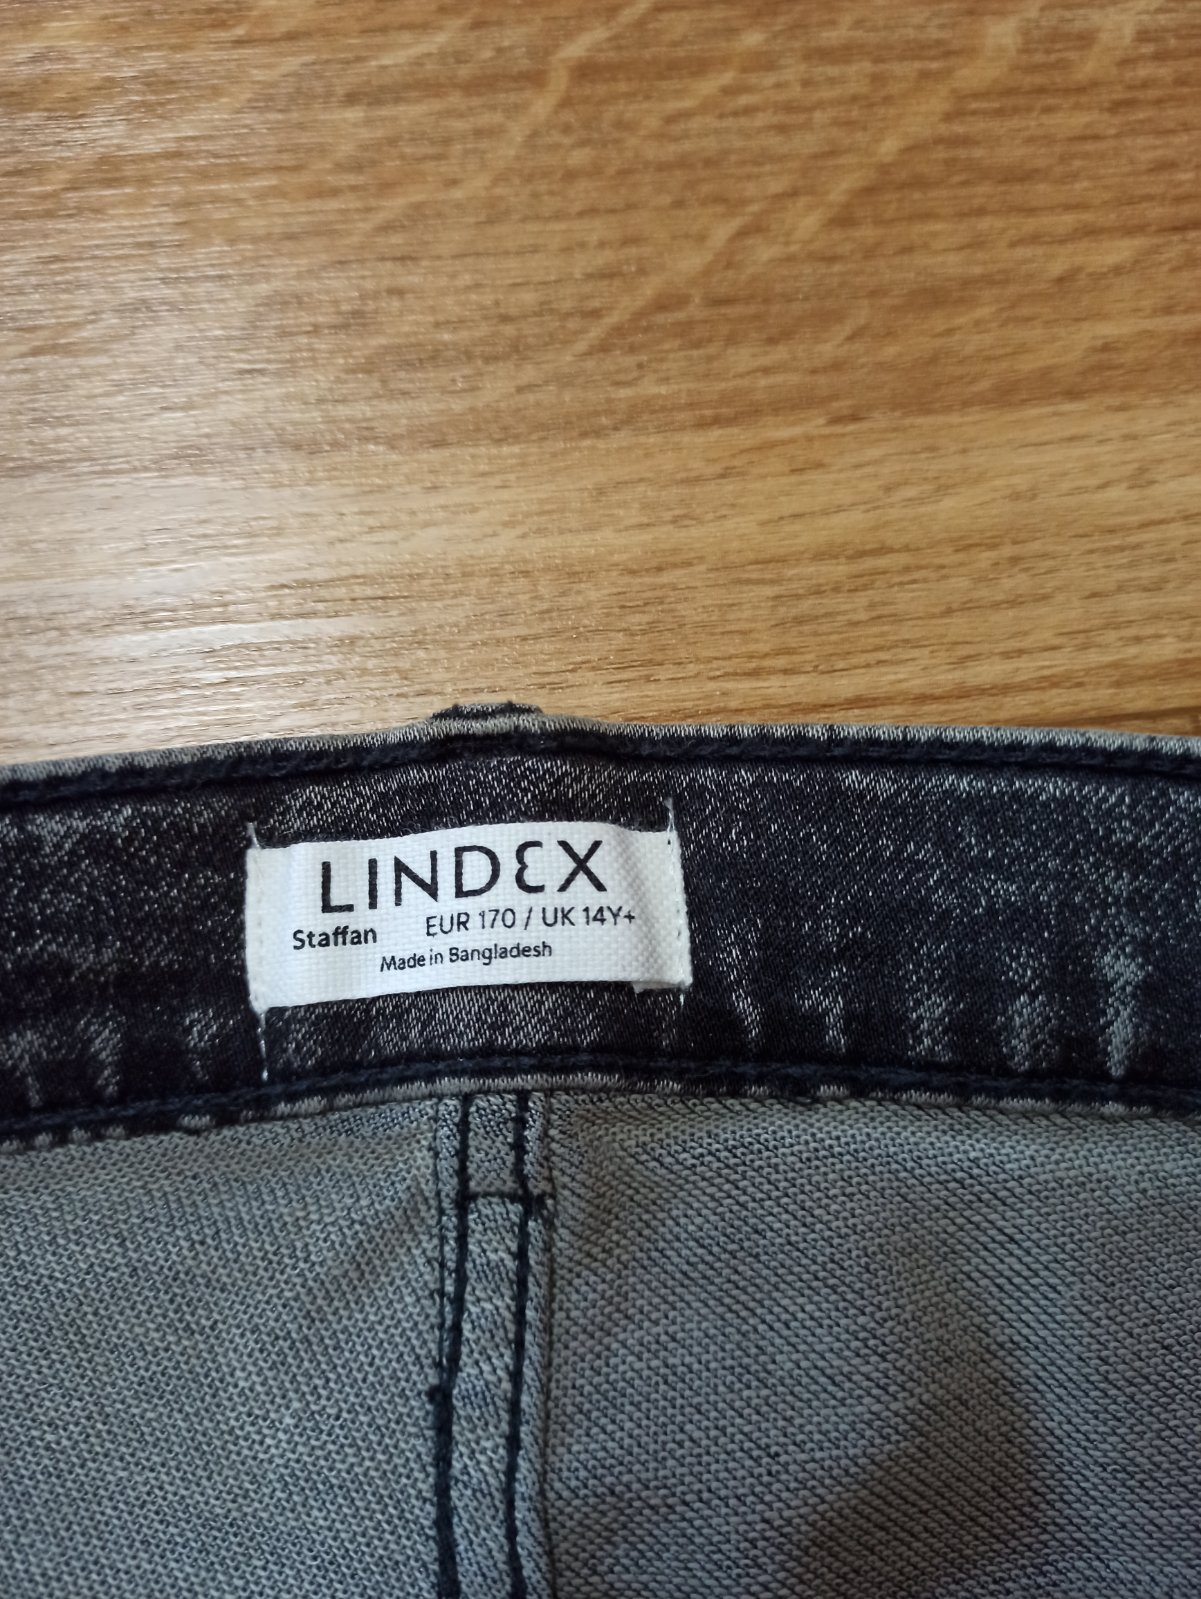 LINDEX
Staffan EUR 170 / UK 14Y+
Made in Bangladesh